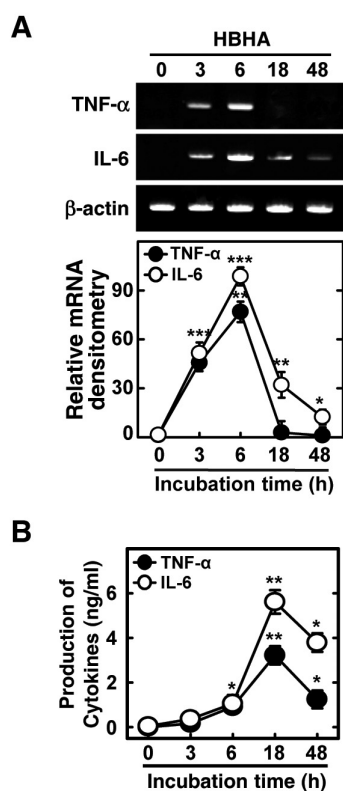 A
HBHA
0 3 6 18 48
TNF-α
IL-6
β-actin
TNF-α
IL-6
Relative mRNA
densitometry
90
60
30
0
***
***
**
**
*
0 3 6 18 48
Incubation time (h)
B
TNF-α
IL-6
Production of
Cytokines (ng/ml)
6
4
2
0
*
**
**
*
*
0 3 6 18 48
Incubation time (h)